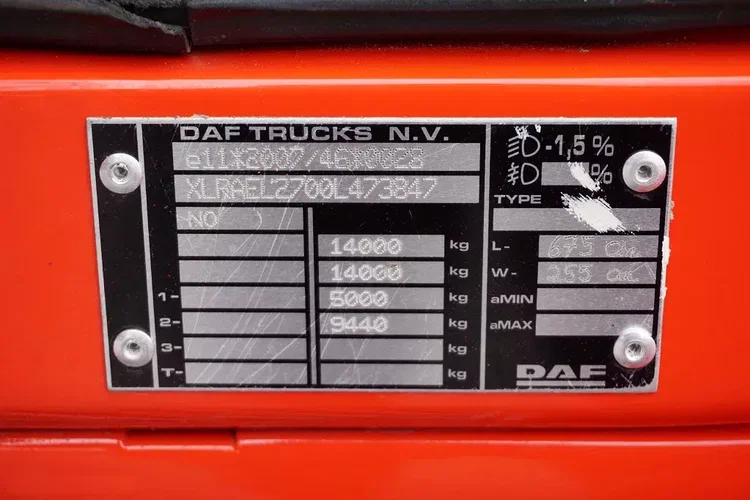 DAF TRUCKS N.V.
e11*2007/46*0028
XLRAEL2700L473847
NO
14000 kg
14000 kg
1- 5000 kg
2- 9440 kg
3- kg
T- kg
-1,5 %
%
TYPE
L- 675 cm
W- 255 cm
aMIN
aMAX
DAF